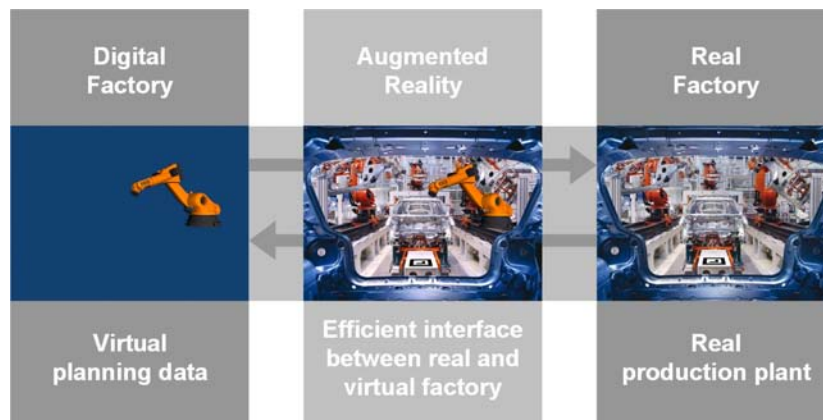 Digital
Factory
Augmented
Reality
Real
Factory
Virtual
planning data
Efficient interface
between real and
virtual factory
Real
production plant